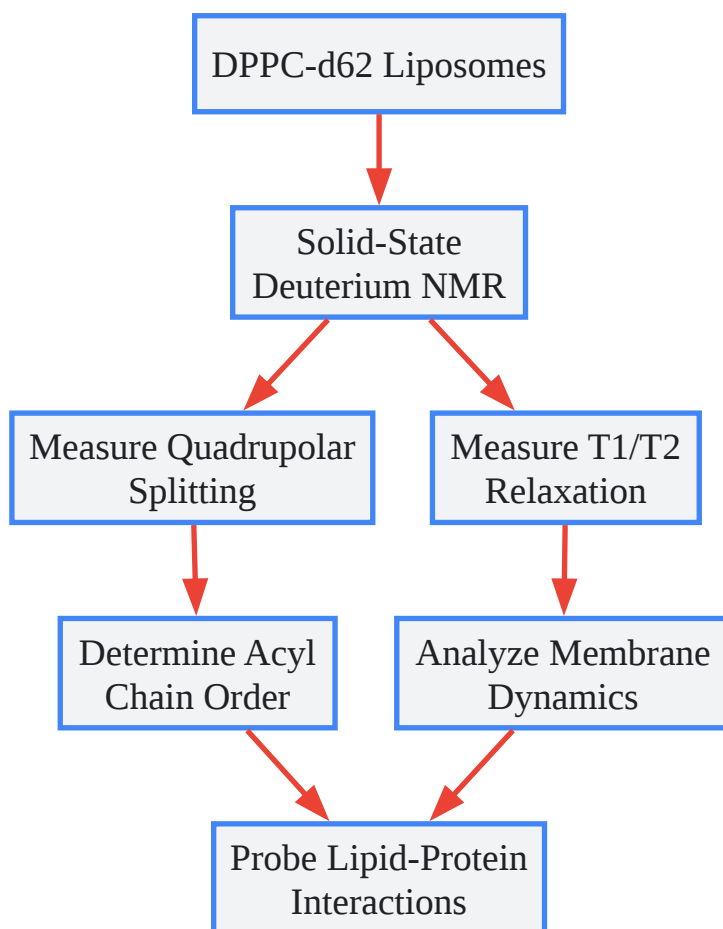 DPPC-d62 Liposomes
Solid-State
Deuterium NMR
Measure Quadrupolar
Splitting
Measure T1/T2
Relaxation
Determine Acyl
Chain Order
Analyze Membrane
Dynamics
Probe Lipid-Protein
Interactions